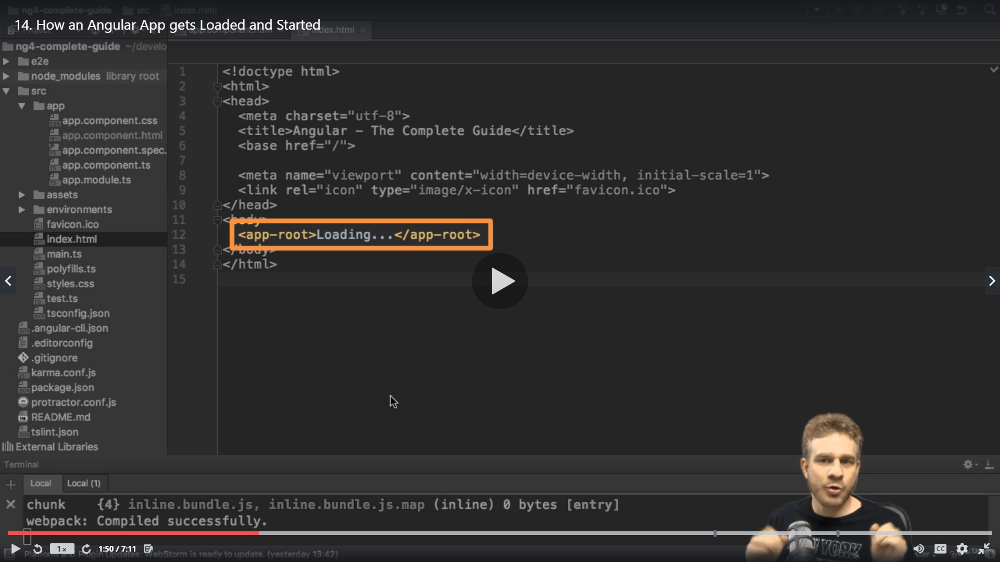 ng4-complete-guide src index.html
14. How an Angular App gets Loaded and Started
Project app.component.html index.html
ng4-complete-guide ~/develo
e2e
node_modules library root
src
app
app.component.css
app.component.html
app.component.spec.
app.component.ts
app.module.ts
assets
environments
favicon.ico
index.html
main.ts
polyfills.ts
styles.css
test.ts
tsconfig.json
.angular-cli.json
.editorconfig
.gitignore
karma.conf.js
package.json
protractor.conf.js
README.md
tslint.json
External Libraries
1 <!doctype html>
2 <html>
3 <head>
4 <meta charset="utf-8">
5 <title>Angular - The Complete Guide</title>
6 <base href="/">
7
8 <meta name="viewport" content="width=device-width, initial-scale=1">
9 <link rel="icon" type="image/x-icon" href="favicon.ico">
10 </head>
11 <body>
12 <app-root>Loading...</app-root>
13 </body>
14 </html>
15
Terminal
Local Local (1)
chunk {4} inline.bundle.js, inline.bundle.js.map (inline) 0 bytes [entry]
webpack: Compiled successfully.
1x 1:50 / 7:11 CC
Platform and Plugin Updates: WebStorm is ready to update. (yesterday 13:42)
YORK